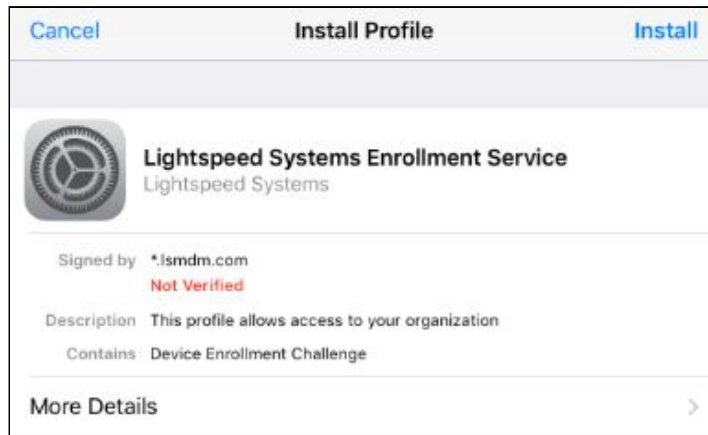 Cancel Install Profile Install
Lightspeed Systems Enrollment Service
Lightspeed Systems
Signed by *.lsmdm.com
Not Verified
Description This profile allows access to your organization
Contains Device Enrollment Challenge
More Details